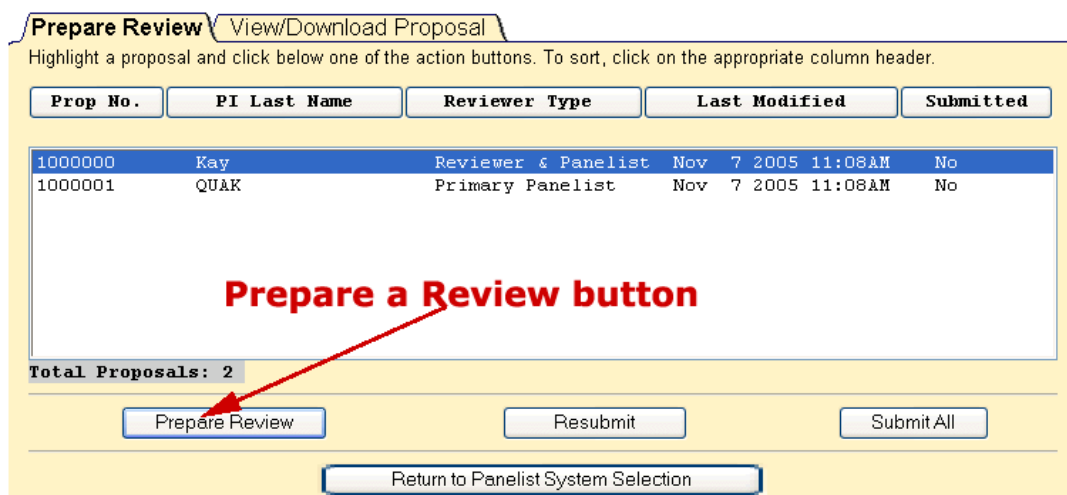 Prepare Review View/Download Proposal
Highlight a proposal and click below one of the action buttons. To sort, click on the appropriate column header.
Prop No. PI Last Name Reviewer Type Last Modified Submitted
1000000 Kay Reviewer & Panelist Nov 7 2005 11:08AM No
1000001 QUAK Primary Panelist Nov 7 2005 11:08AM No
Prepare a Review button
Total Proposals: 2
Prepare Review Resubmit Submit All
Return to Panelist System Selection